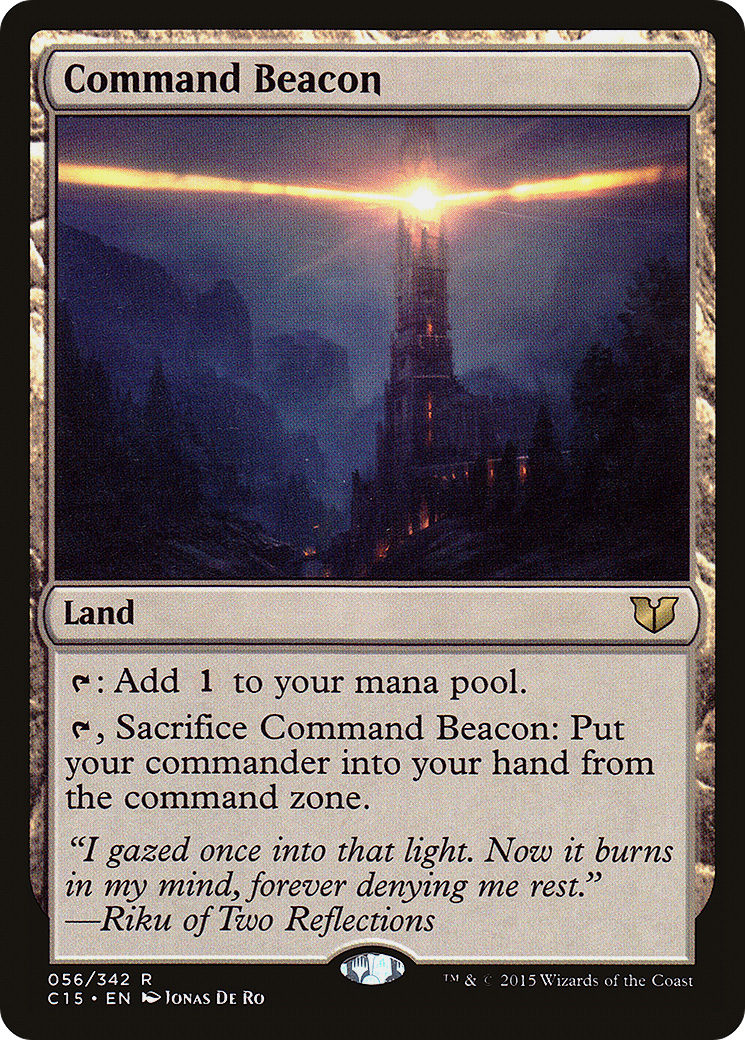 Command Beacon
Land
: Add 1 to your mana pool.
, Sacrifice Command Beacon: Put
your commander into your hand from
the command zone.
“I gazed once into that light. Now it burns
in my mind, forever denying me rest.”
—Riku of Two Reflections
056/342 R
™ & © 2015 Wizards of the Coast
C15 • EN Jonas De Ro